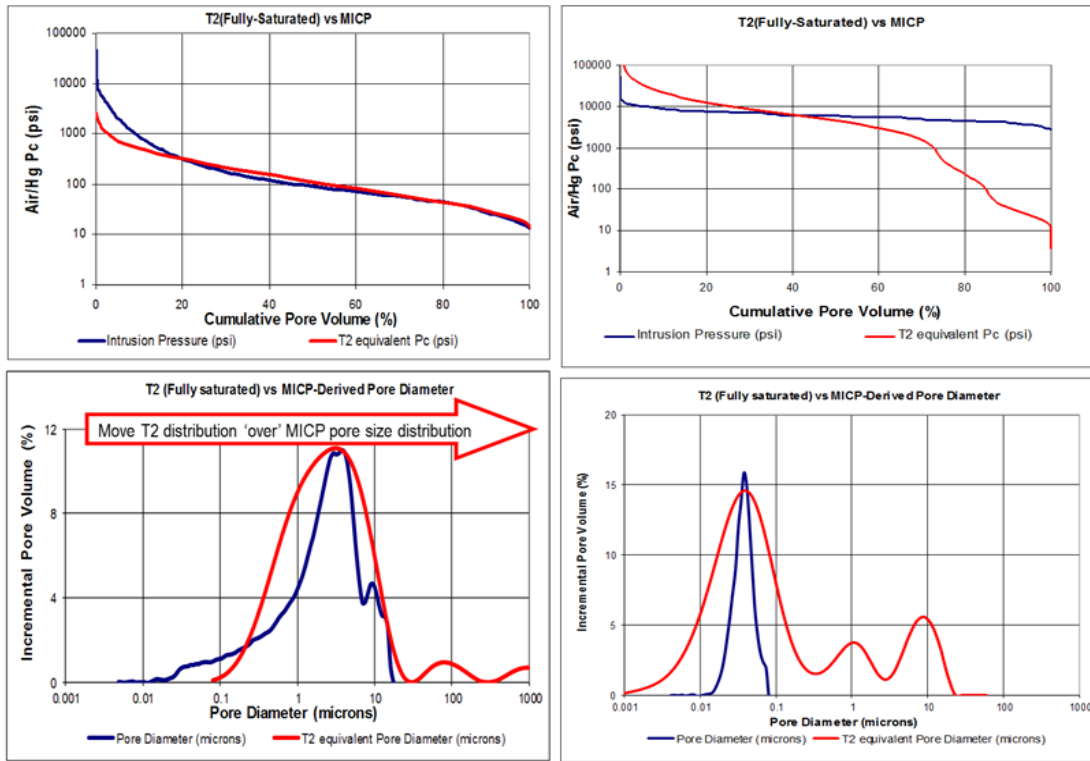 T2(Fully-Saturated) vs MICP
Air/Hg Pc (psi)
100000
10000
1000
100
10
1
0
20
40
60
80
100
Cumulative Pore Volume (%)
Intrusion Pressure (psi)
T2 equivalent Pc (psi)
T2(Fully-Saturated) vs MICP
Air/Hg Pc (psi)
100000
10000
1000
100
10
1
0
20
40
60
80
100
Cumulative Pore Volume (%)
Intrusion Pressure (psi)
T2 equivalent Pc (psi)
T2 (Fully saturated) vs MICP-Derived Pore Diameter
Move T2 distribution ‘over’ MICP pore size distribution
Incremental Pore Volume (%)
12
8
4
0
0.001
0.01
0.1
1
10
100
1000
Pore Diameter (microns)
Pore Diameter (microns)
T2 equivalent Pore Diameter (microns)
T2 (Fully saturated) vs MICP-Derived Pore Diameter
Incremental Pore Volume (%)
20
15
10
5
0
0.001
0.01
0.1
1
10
100
1000
Pore Diameter (microns)
Pore Diameter (microns)
T2 equivalent Pore Diameter (microns)